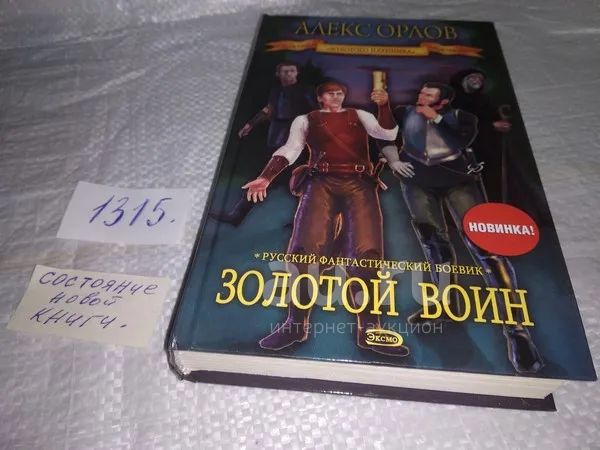 АЛЕКС ОРЛОВ
* РУССКИЙ ФАНТАСТИЧЕСКИЙ БОЕВИК *
ЗОЛОТОЙ ВОИН
Эксмо
НОВИНКА!
1315.
состояние
новой
книги.
интернет-аукцион